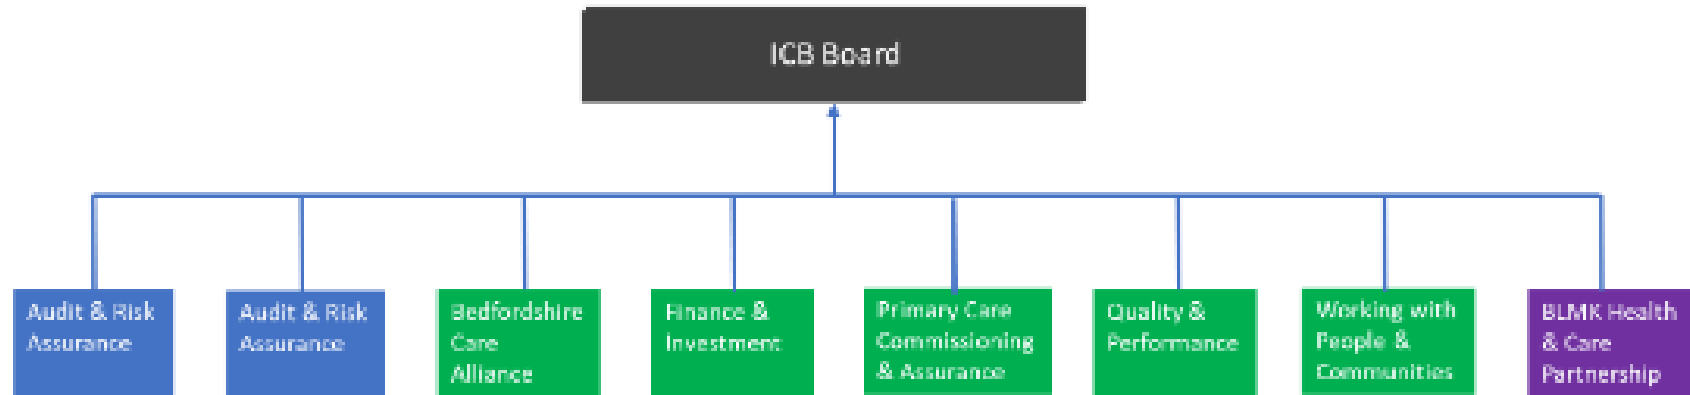 ICB Board
Audit & Risk
Assurance
Audit & Risk
Assurance
Bedfordshire
Care
Alliance
Finance &
Investment
Primary Care
Commissioning
& Assurance
Quality &
Performance
Working with
People &
Communities
BLMK Health
& Care
Partnership